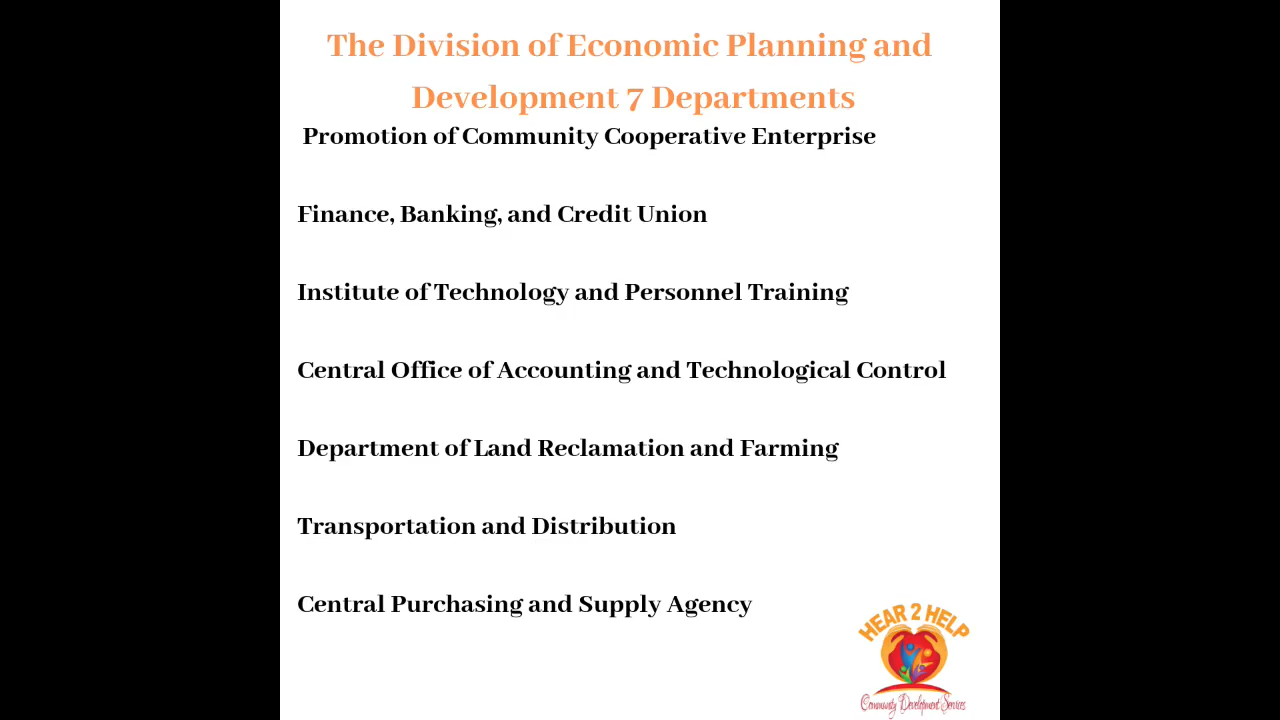 The Division of Economic Planning and
Development 7 Departments
Promotion of Community Cooperative Enterprise
Finance, Banking, and Credit Union
Institute of Technology and Personnel Training
Central Office of Accounting and Technological Control
Department of Land Reclamation and Farming
Transportation and Distribution
Central Purchasing and Supply Agency
HEAR 2 HELP
Community Development Services